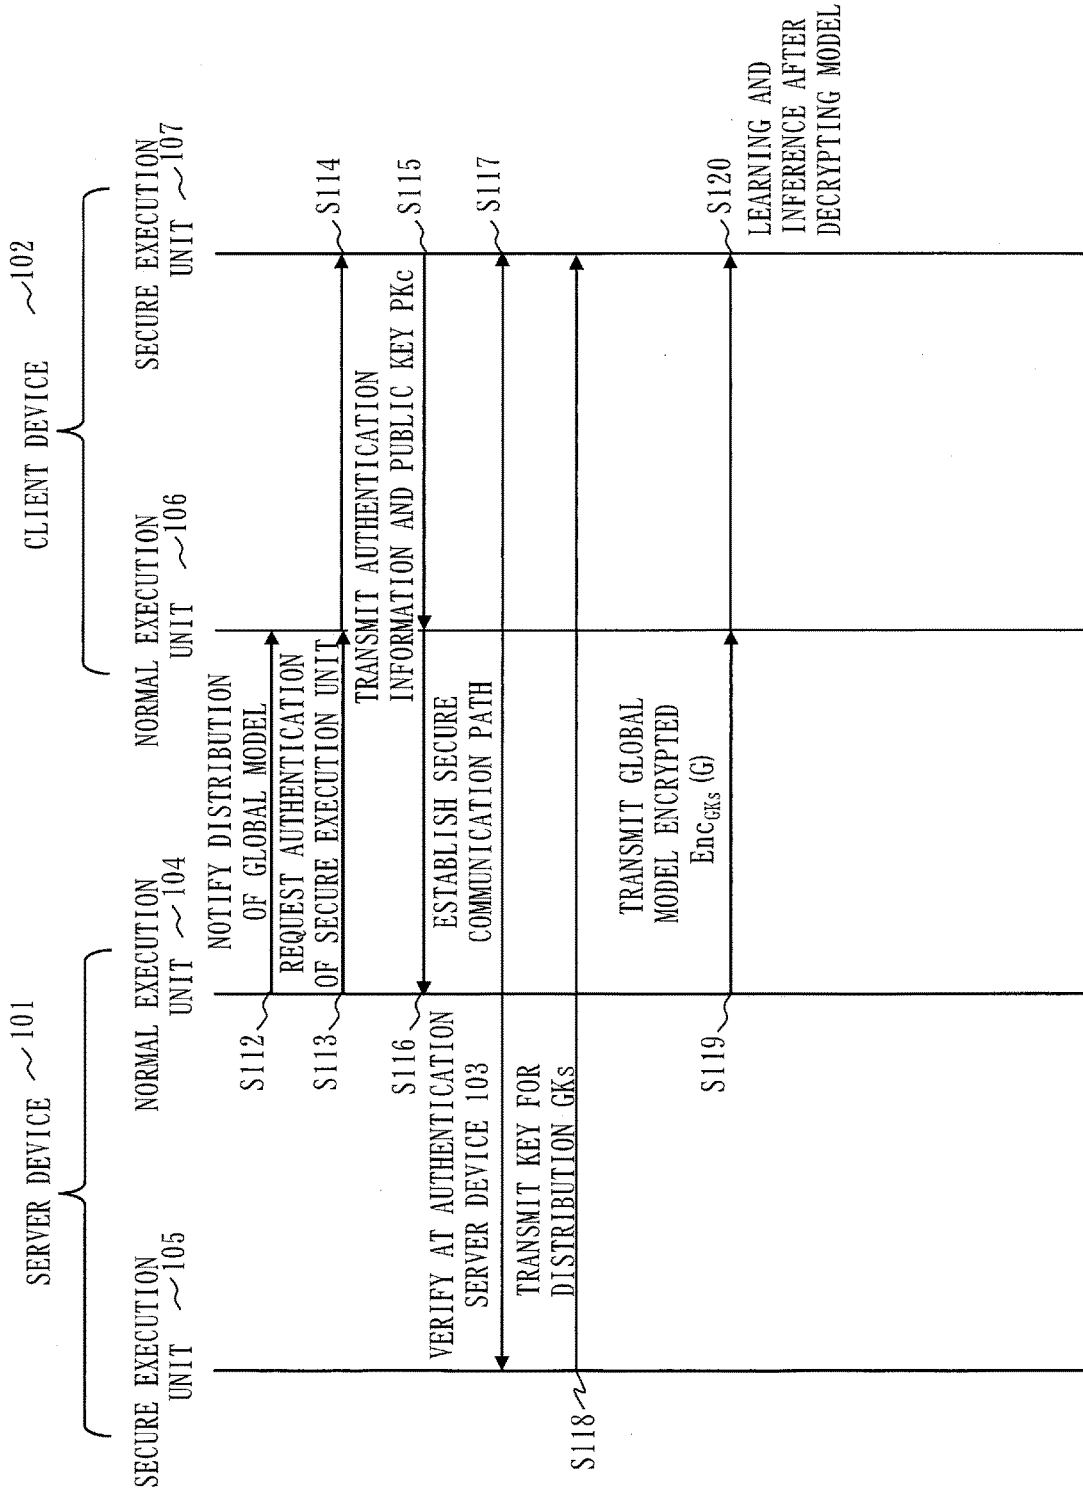 SERVER DEVICE ~101
CLIENT DEVICE ~102
SECURE EXECUTION
UNIT ~105
NORMAL EXECUTION
UNIT ~104
NORMAL EXECUTION
UNIT ~106
SECURE EXECUTION
UNIT ~107
NOTIFY DISTRIBUTION
OF GLOBAL MODEL
S112
REQUEST AUTHENTICATION
OF SECURE EXECUTION UNIT
S113
S114
TRANSMIT AUTHENTICATION
INFORMATION AND PUBLIC KEY PKc
S115
S116
VERIFY AT AUTHENTICATION
SERVER DEVICE 103
ESTABLISH SECURE
COMMUNICATION PATH
S117
TRANSMIT KEY FOR
DISTRIBUTION GKs
S118
TRANSMIT GLOBAL
MODEL ENCRYPTED
Enc_GKs (G)
S119
S120
LEARNING AND
INFERENCE AFTER
DECRYPTING MODEL